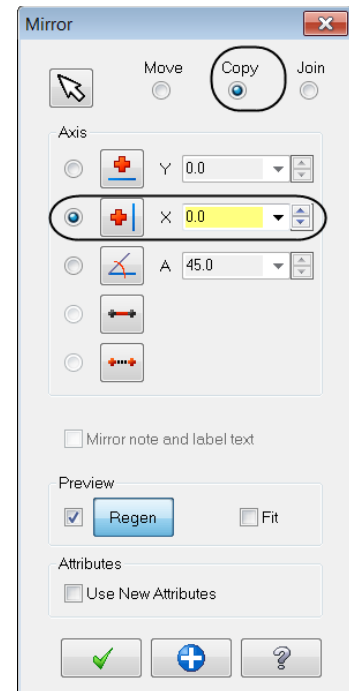 Mirror
Move Copy Join
Axis
Y 0.0
X 0.0
A 45.0
Mirror note and label text
Preview
Regen Fit
Attributes
Use New Attributes
?